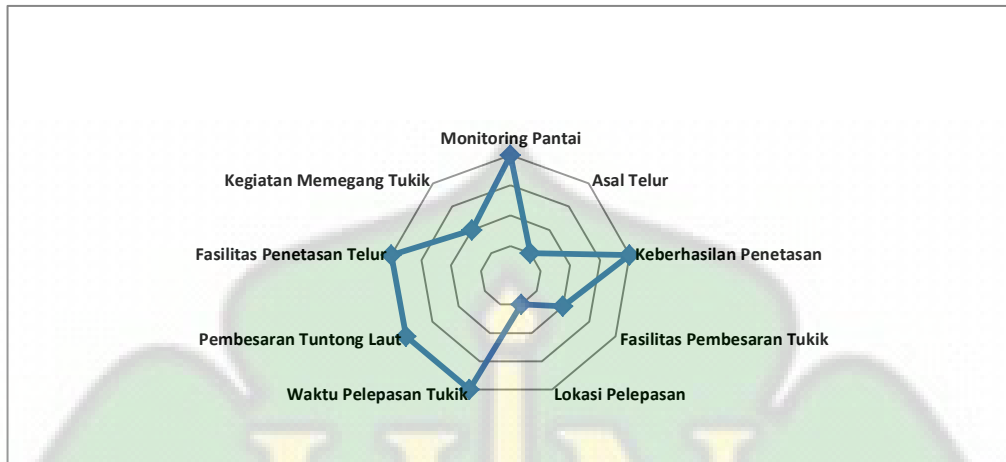 Monitoring Pantai
Kegiatan Memegang Tukik
Asal Telur
Fasilitas Penetasan Telur
Keberhasilan Penetasan
Pembesaran Tuntong Laut
Fasilitas Pembesaran Tukik
Waktu Pelepasan Tukik
Lokasi Pelepasan